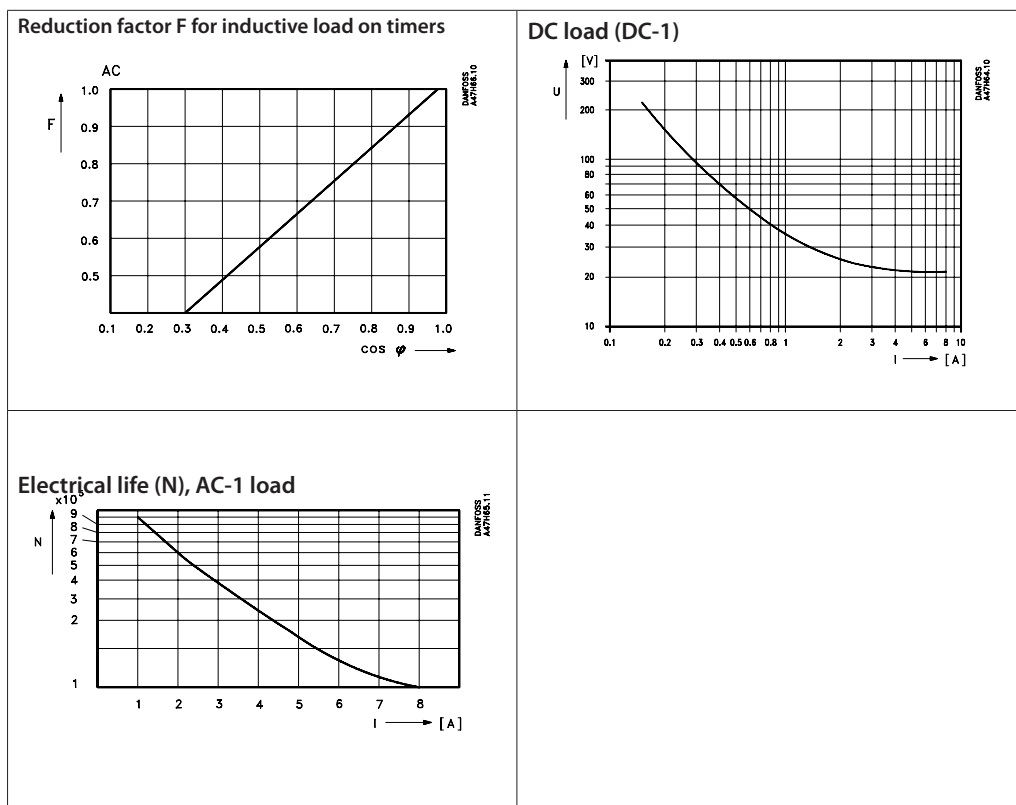 Reduction factor F for inductive load on timers
AC
F
1.0
0.9
0.8
0.7
0.6
0.5
0.1 0.2 0.3 0.4 0.5 0.6 0.7 0.8 0.9 1.0
cos φ
DANFOSS
A47H66.10
DC load (DC-1)
[V]
U
300
200
100
80
60
50
40
30
20
10
0.1 0.2 0.3 0.4 0.5 0.6 0.8 1 2 3 4 6 8 10
I [A]
DANFOSS
A47H64.10
Electrical life (N), AC-1 load
x10⁵
N
9
8
7
6
5
4
3
2
1
1 2 3 4 5 6 7 8
I [A]
DANFOSS
A47H65.11